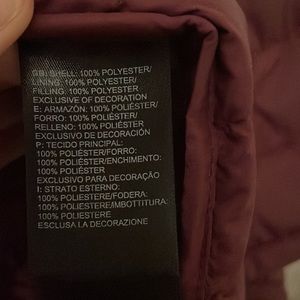 GB: SHELL: 100% POLYESTER/
LINING: 100% POLYESTER/
FILLING: 100% POLYESTER
EXCLUSIVE OF DECORATION
E: ARMAZÓN: 100% POLIÉSTER/
FORRO: 100% POLIÉSTER/
RELLENO: 100% POLIÉSTER
EXCLUSIVO DE DECORACIÓN
P: TECIDO PRINCIPAL:
100% POLIÉSTER/FORRO:
100% POLIÉSTER/ENCHIMENTO:
100% POLIÉSTER
EXCLUSIVO PARA DECORAÇÃO
I: STRATO ESTERNO:
100% POLIESTERE/FODERA:
100% POLIESTERE/IMBOTTITURA:
100% POLIESTERE
ESCLUSA LA DECORAZIONE